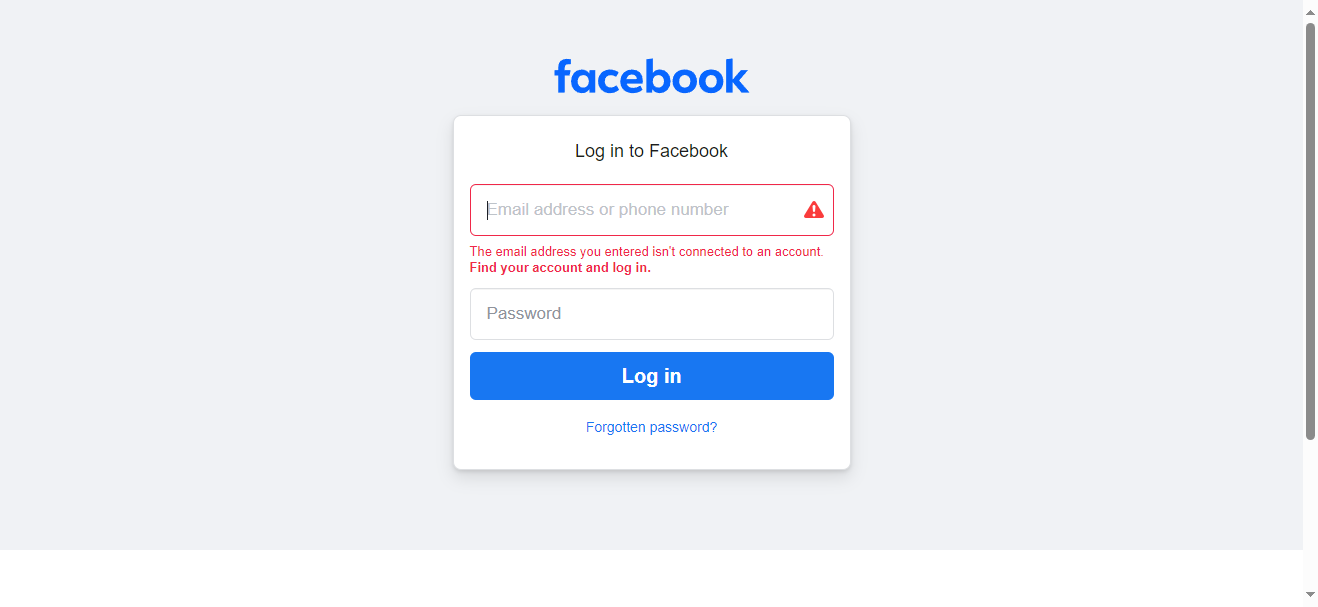 facebook
Log in to Facebook
Email address or phone number
The email address you entered isn't connected to an account.
Find your account and log in.
Password
Log in
Forgotten password?